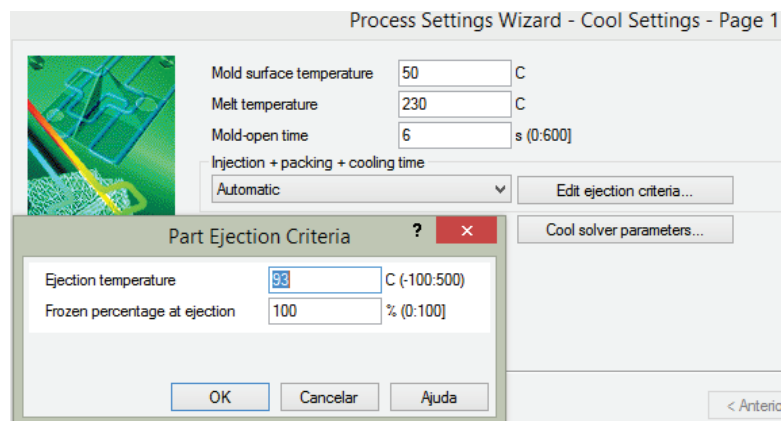 Process Settings Wizard - Cool Settings - Page 1
Mold surface temperature 50 C
Melt temperature 230 C
Mold-open time 6 s (0:600]
Injection + packing + cooling time
Automatic Edit ejection criteria...
Cool solver parameters...
Part Ejection Criteria ? ×
Ejection temperature 93 C (-100:500)
Frozen percentage at ejection 100 % (0:100]
OK Cancelar Ajuda